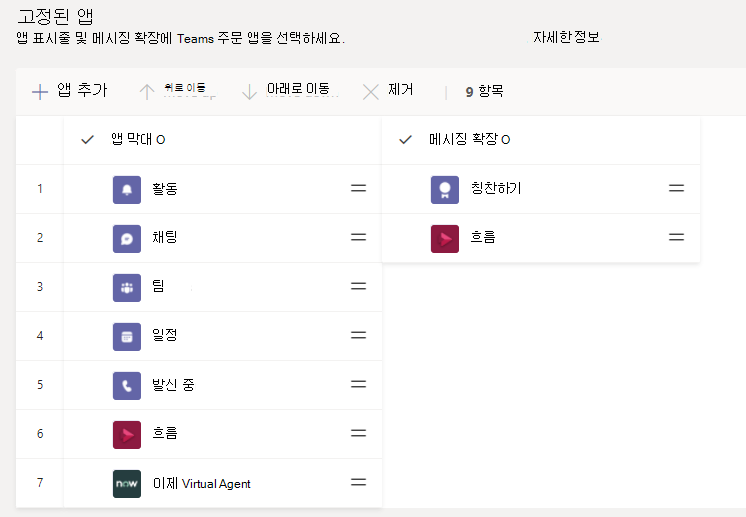 고정된 앱
앱 표시줄 및 메시징 확장에 Teams 주문 앱을 선택하세요.
자세한 정보
앱 추가 위로 이동 아래로 이동 제거 9 항목
앱 막대 O 메시징 확장 O
1 활동 칭찬하기
2 채팅 흐름
3 팀
4 일정
5 발신 중
6 흐름
7 now 이제 Virtual Agent